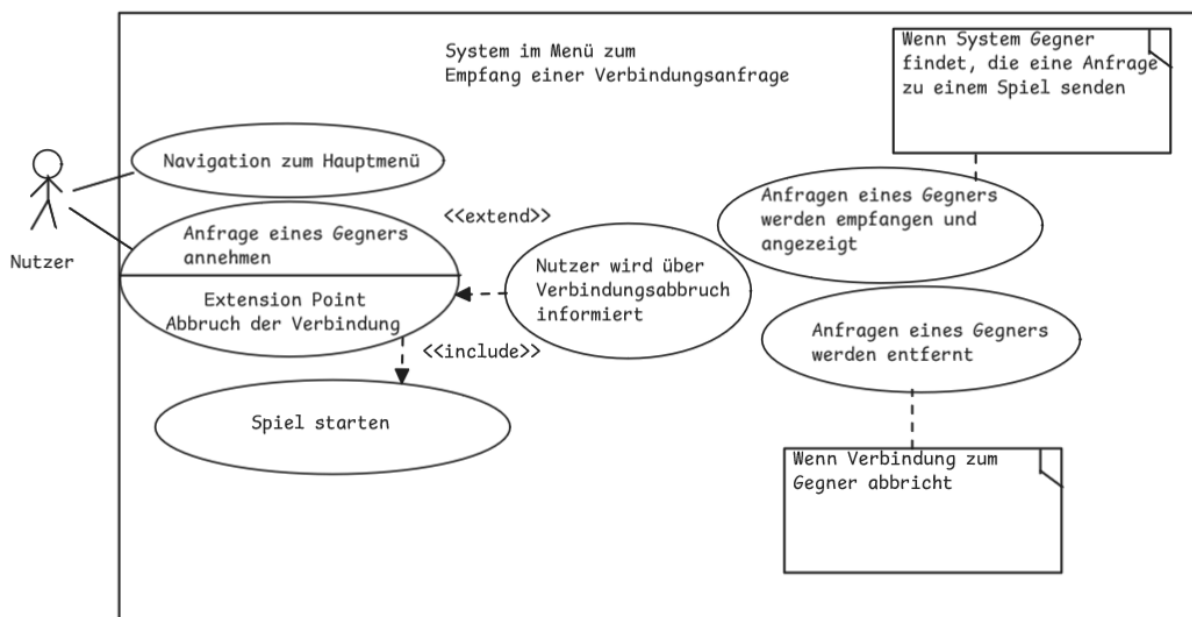 System im Menü zum
Empfang einer Verbindungsanfrage
Wenn System Gegner
findet, die eine Anfrage
zu einem Spiel senden
Navigation zum Hauptmenü
Nutzer
Anfrage eines Gegners
annehmen
Extension Point
Abbruch der Verbindung
<<extend>>
Nutzer wird über
Verbindungsabbruch
informiert
Anfragen eines Gegners
werden empfangen und
angezeigt
Anfragen eines Gegners
werden entfernt
<<include>>
Spiel starten
Wenn Verbindung zum
Gegner abbricht